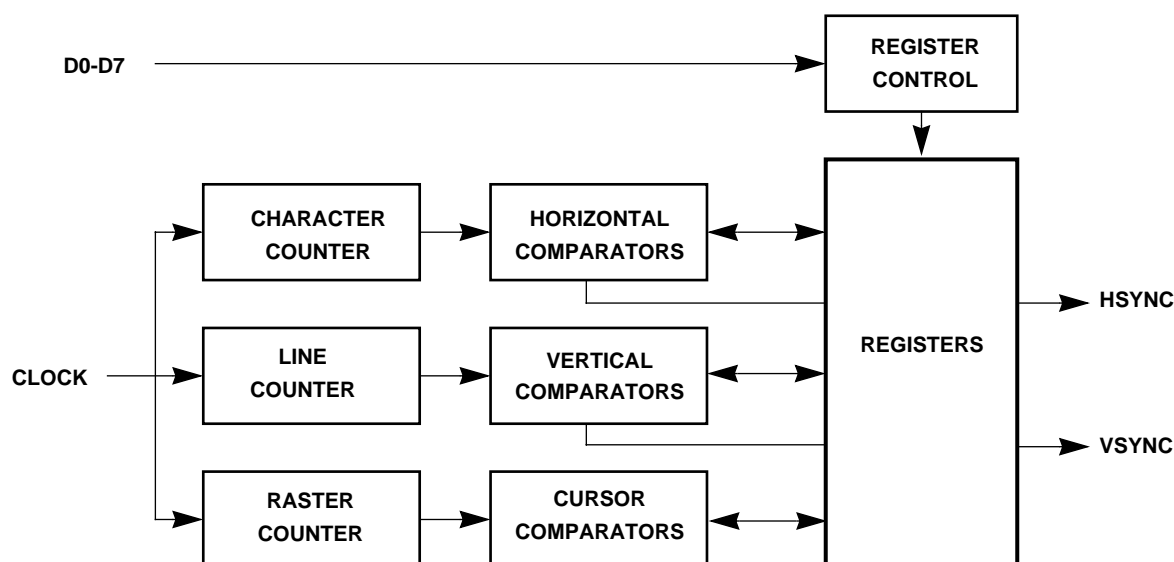 D0-D7
REGISTER
CONTROL
CHARACTER
COUNTER
HORIZONTAL
COMPARATORS
HSYNC
REGISTERS
CLOCK
LINE
COUNTER
VERTICAL
COMPARATORS
VSYNC
RASTER
COUNTER
CURSOR
COMPARATORS